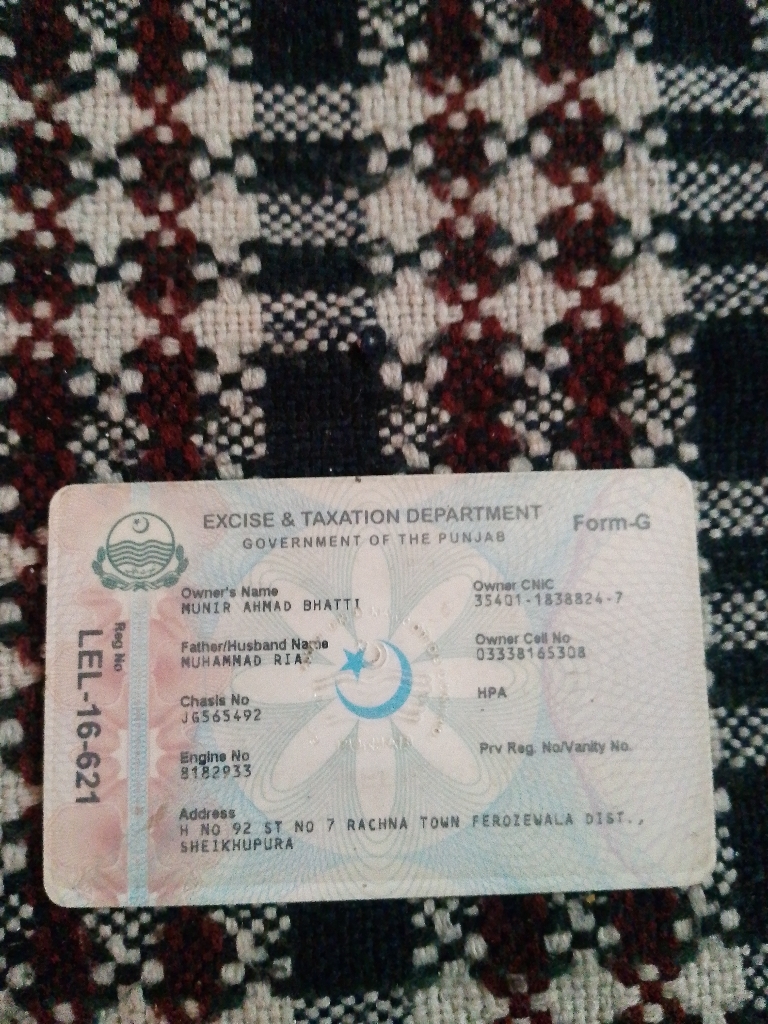 EXCISE & TAXATION DEPARTMENT
Form-G
GOVERNMENT OF THE PUNJAB
Reg No
LEL-16-621
Owner's Name
MUNIR AHMAD BHATTI
Owner CNIC
35401-1838824-7
Father/Husband Name
MUHAMMAD RIAZ
Owner Cell No
03338165308
Chasis No
JG565492
HPA
Engine No
8182933
Prv Reg. No/Vanity No.
Address
H NO 92 ST NO 7 RACHNA TOWN FEROZEWALA DIST.,
SHEIKHUPURA